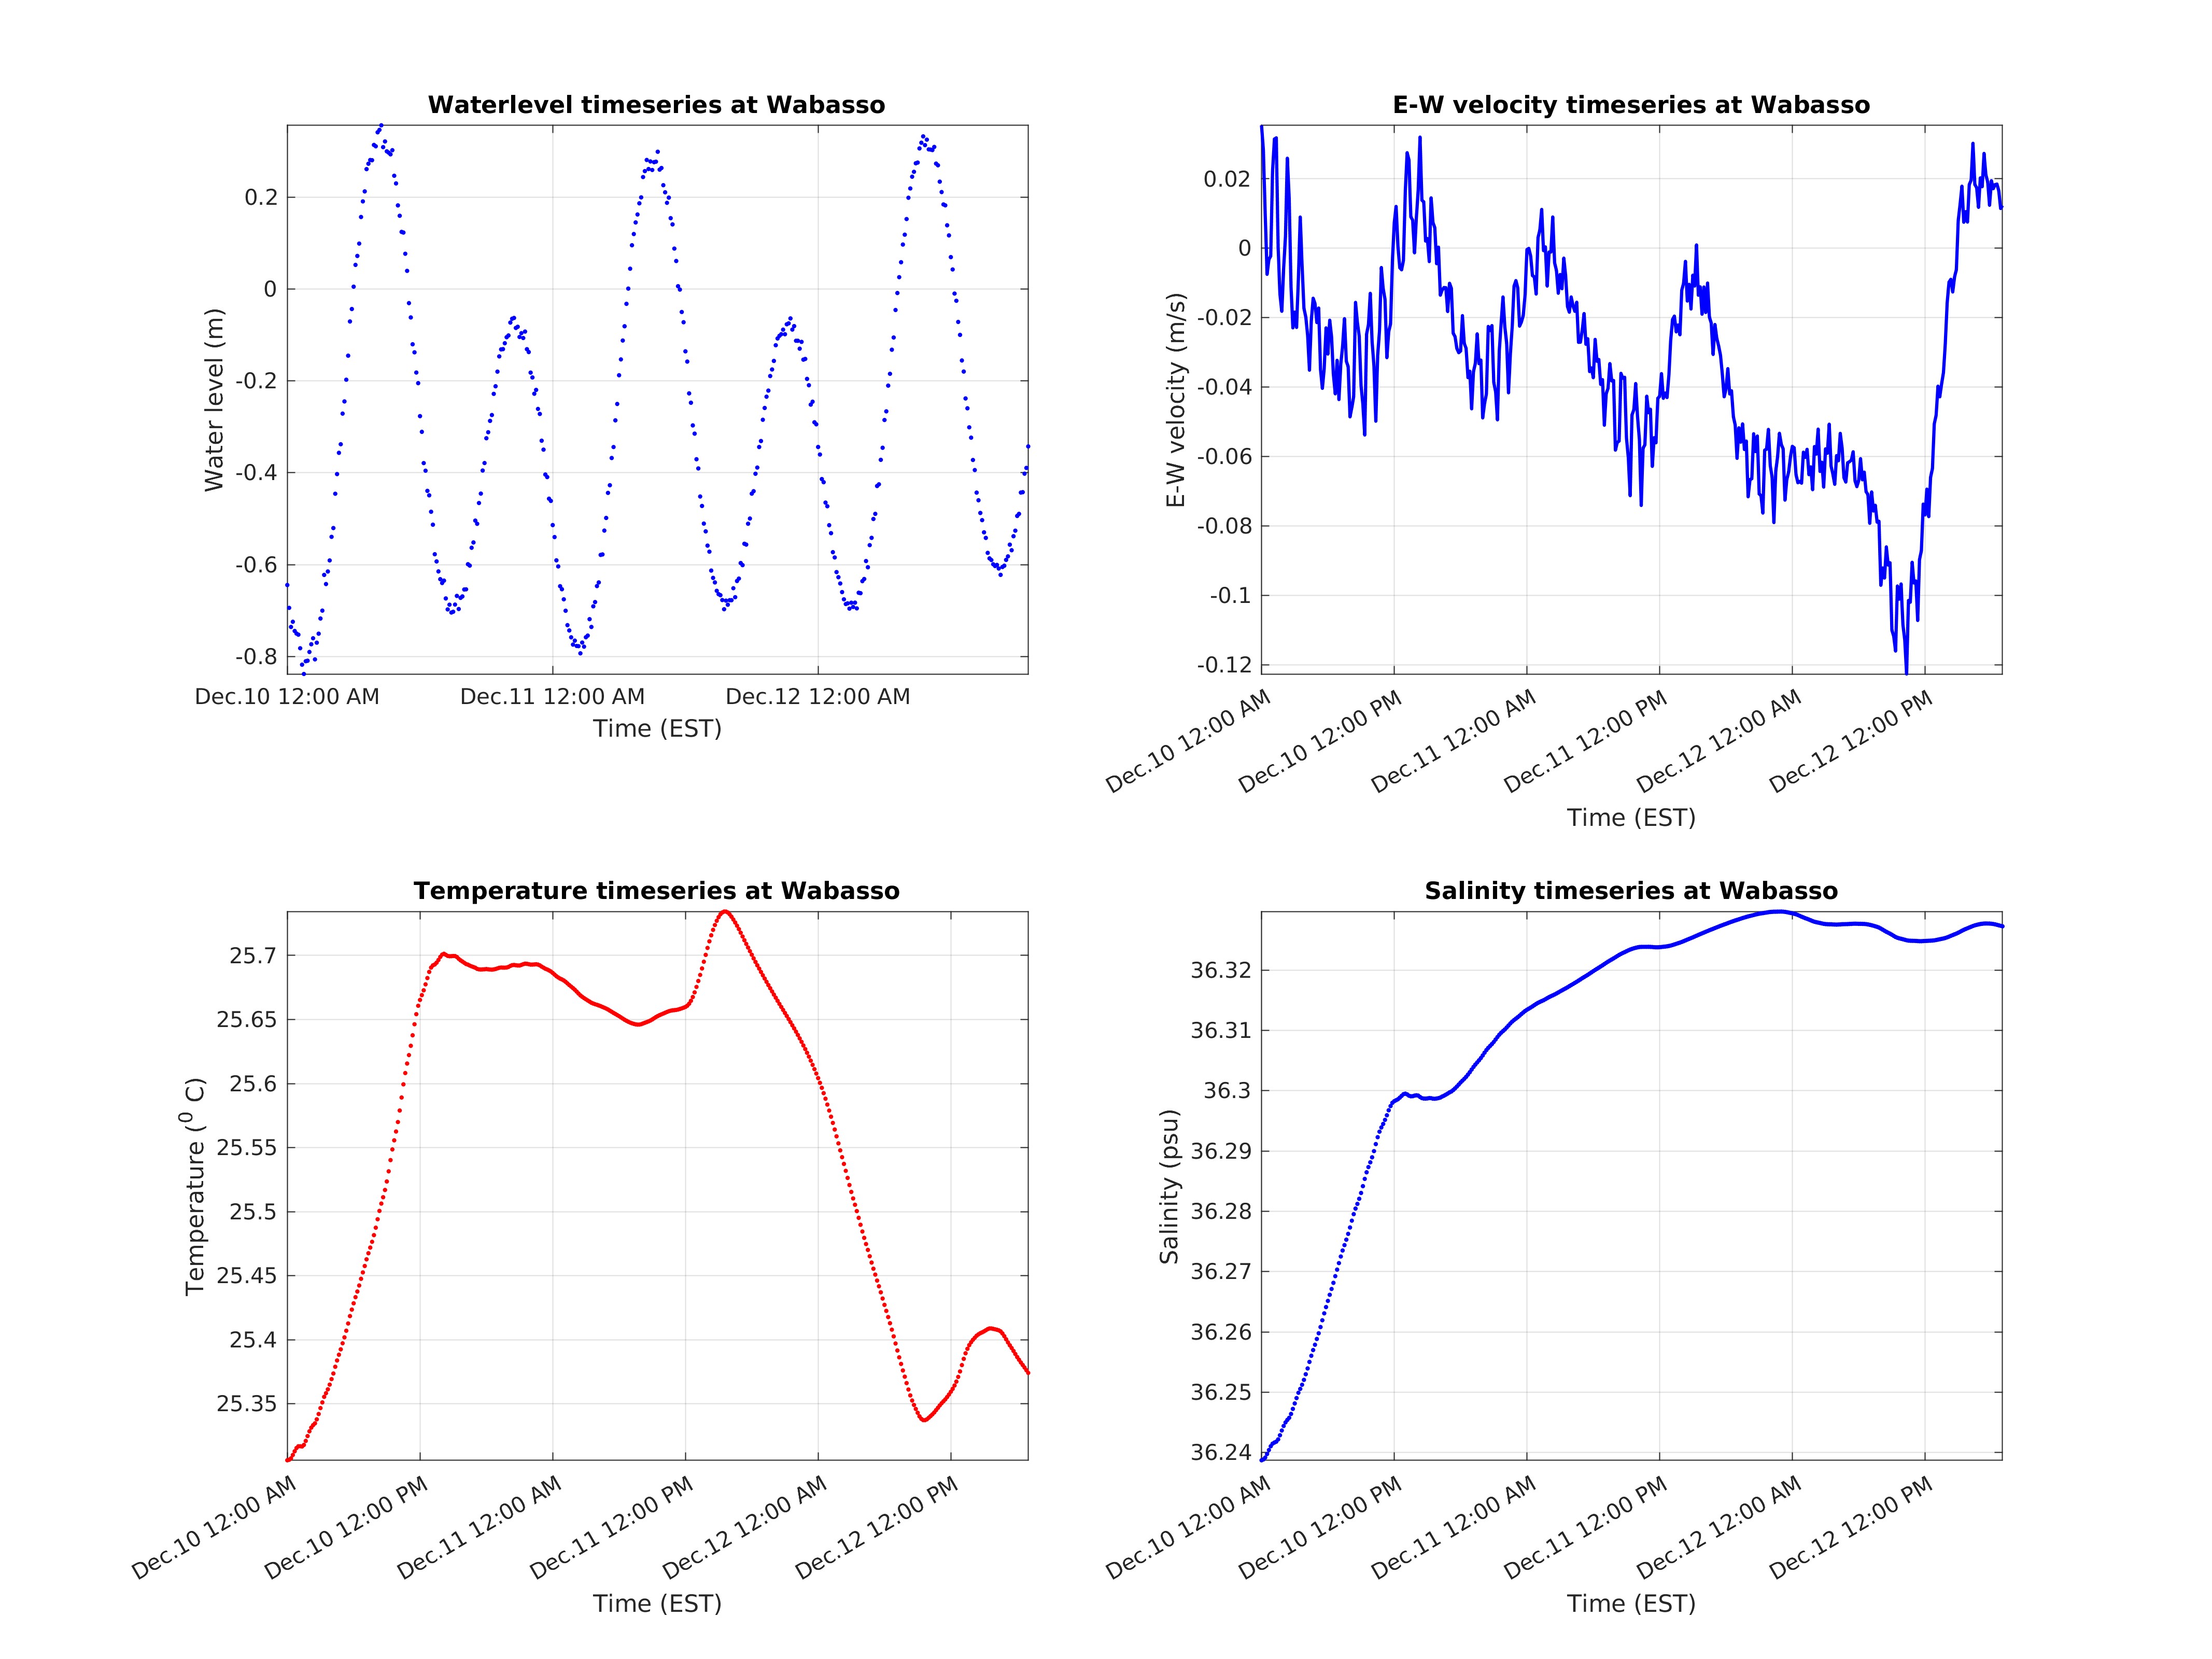 Waterlevel timeseries at Wabasso
0.2
0
-0.2
-0.4
-0.6
-0.8
Water level (m)
Dec.10 12:00 AM
Dec.11 12:00 AM
Dec.12 12:00 AM
Time (EST)
E-W velocity timeseries at Wabasso
0.02
0
-0.02
-0.04
-0.06
-0.08
-0.1
-0.12
E-W velocity (m/s)
Dec.10 12:00 AM
Dec.10 12:00 PM
Dec.11 12:00 AM
Dec.11 12:00 PM
Dec.12 12:00 AM
Dec.12 12:00 PM
Time (EST)
Temperature timeseries at Wabasso
25.7
25.65
25.6
25.55
25.5
25.45
25.4
25.35
Temperature (⁰ C)
Dec.10 12:00 AM
Dec.10 12:00 PM
Dec.11 12:00 AM
Dec.11 12:00 PM
Dec.12 12:00 AM
Dec.12 12:00 PM
Time (EST)
Salinity timeseries at Wabasso
36.32
36.31
36.3
36.29
36.28
36.27
36.26
36.25
36.24
Salinity (psu)
Dec.10 12:00 AM
Dec.10 12:00 PM
Dec.11 12:00 AM
Dec.11 12:00 PM
Dec.12 12:00 AM
Dec.12 12:00 PM
Time (EST)